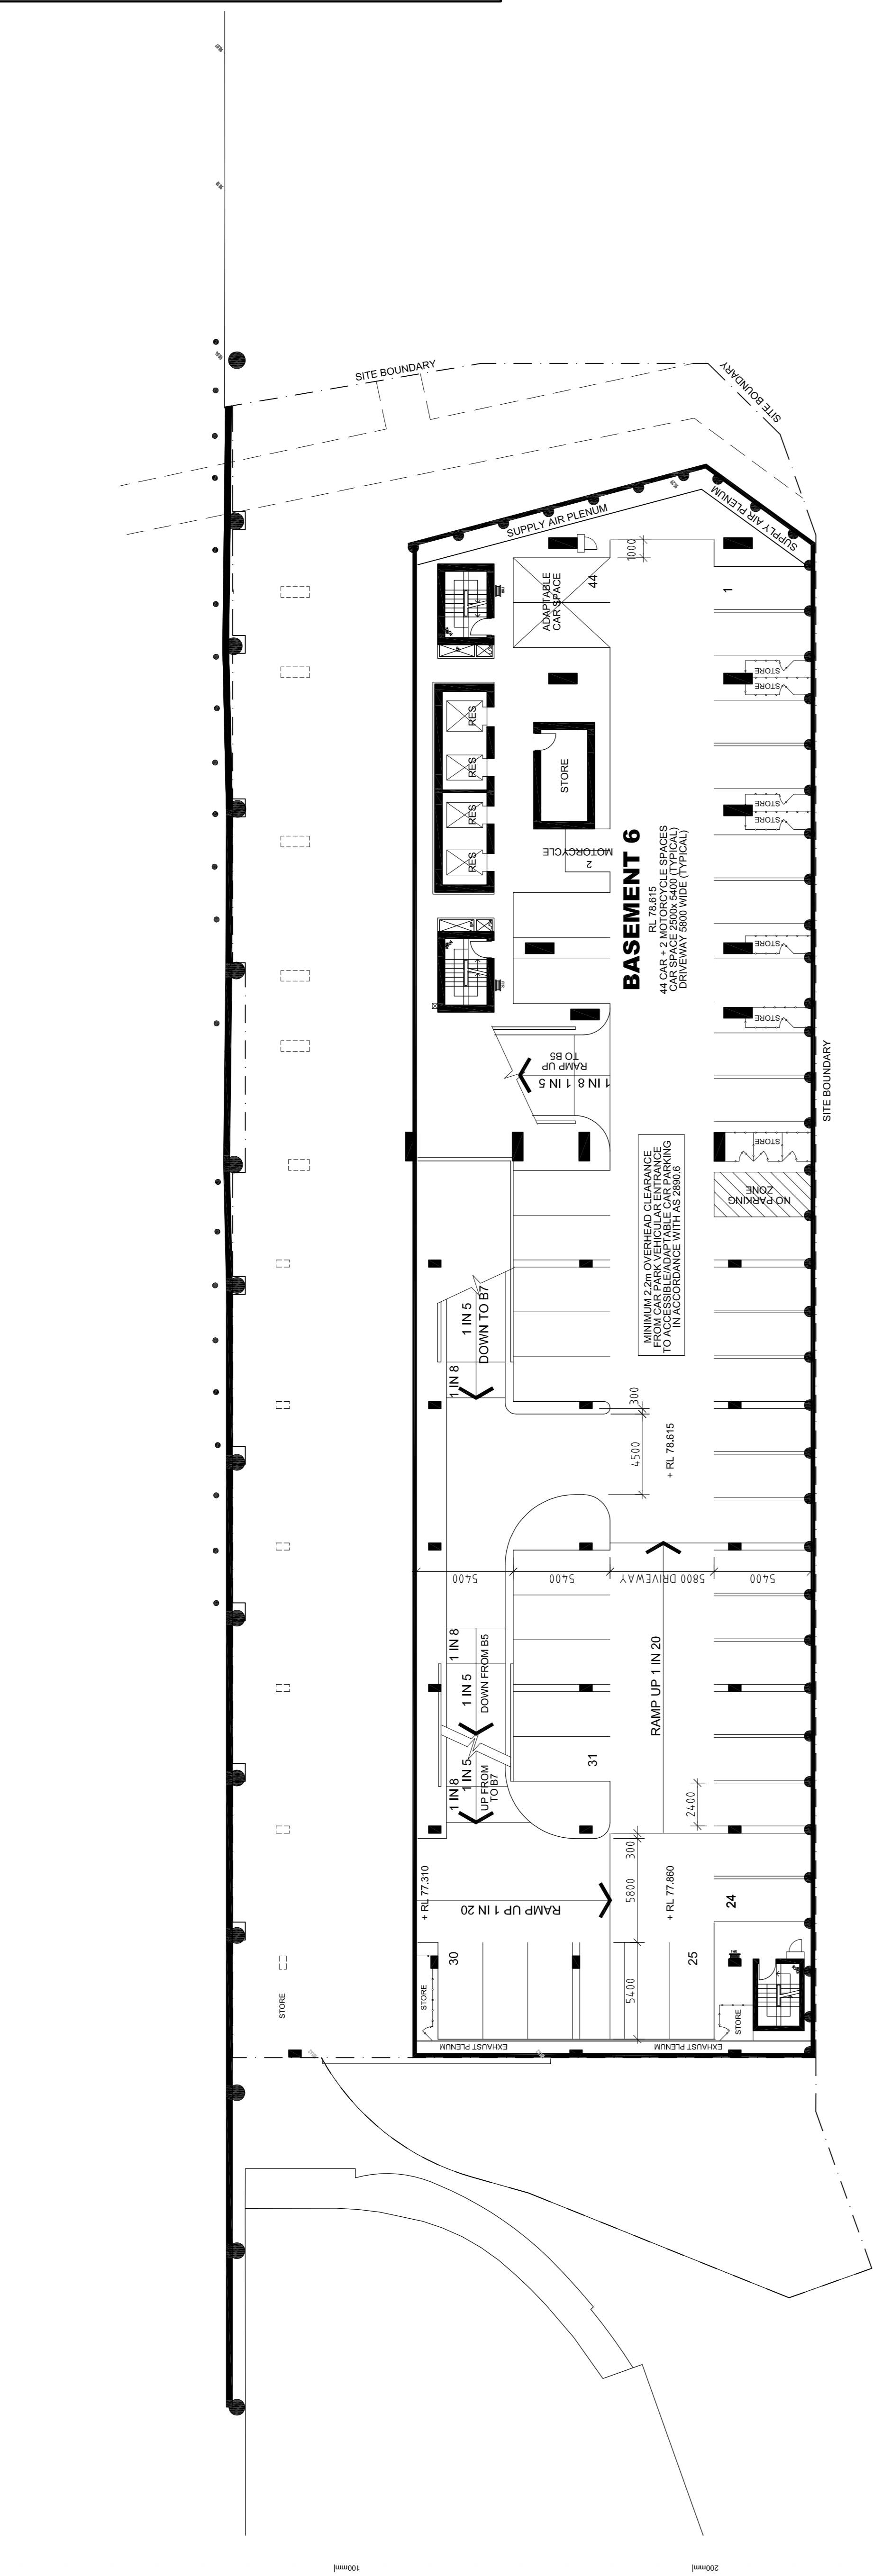 SITE BOUNDARY
SITE BOUNDARY
SUPPLY AIR PLENUM
SUPPLY AIR PLENUM
1000
ADAPTABLE
CAR SPACE
44
1
STORE
STORE
RES
RES
RES
RES
STORE
STORE
STORE
MOTORCYCLE
2
BASEMENT 6
RL 78.615
44 CAR + 2 MOTORCYCLE SPACES
CAR SPACE 2500x 5400 (TYPICAL)
DRIVEWAY 5800 WIDE (TYPICAL)
STORE
STORE
RAMP UP
TO B5
1 IN 8
1 IN 5
SITE BOUNDARY
STORE
NO PARKING
ZONE
MINIMUM 2.2m OVERHEAD CLEARANCE
FROM CAR PARK VEHICULAR ENTRANCE
TO ACCESSIBLE/ADAPTABLE CAR PARKING
IN ACCORDANCE WITH AS 2890.6
1 IN 5
DOWN TO B7
1 IN 8
300
4500
+ RL 78.615
5400
5400
5800 DRIVEWAY
5400
1 IN 8
1 IN 5
DOWN FROM B5
RAMP UP 1 IN 20
31
1 IN 5
1 IN 8
UP FROM
TO B7
2400
300
5800
+ RL 77.310
RAMP UP 1 IN 20
+ RL 77.860
24
30
25
5400
STORE
STORE
STORE
EXHAUST PLENUM
EXHAUST PLENUM
100mm
200mm